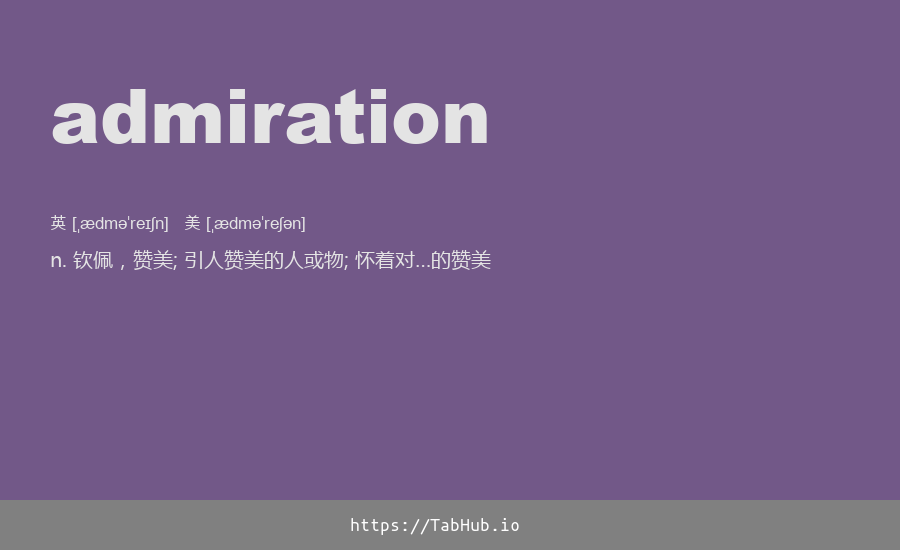 admiration
英 [ˌædməˈreɪʃn] 美 [ˌædməˈreʃən]
n. 钦佩，赞美; 引人赞美的人或物; 怀着对…的赞美
https://TabHub.io